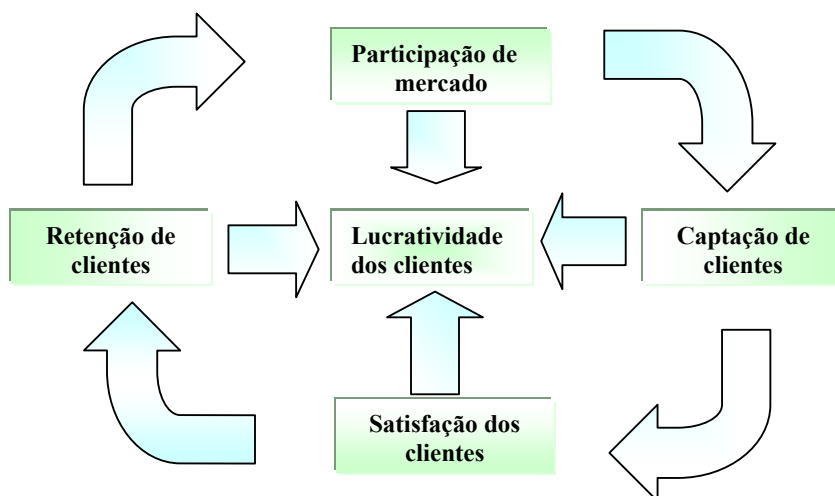 Participação de
mercado
Retenção de
clientes
Lucratividade
dos clientes
Captação de
clientes
Satisfação dos
clientes